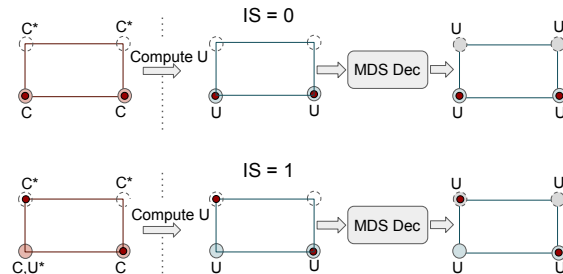 C* C* IS = 0 U U
Compute U MDS Dec
C C U U U U
C* C* IS = 1 U U
Compute U MDS Dec
C,U* C U U U